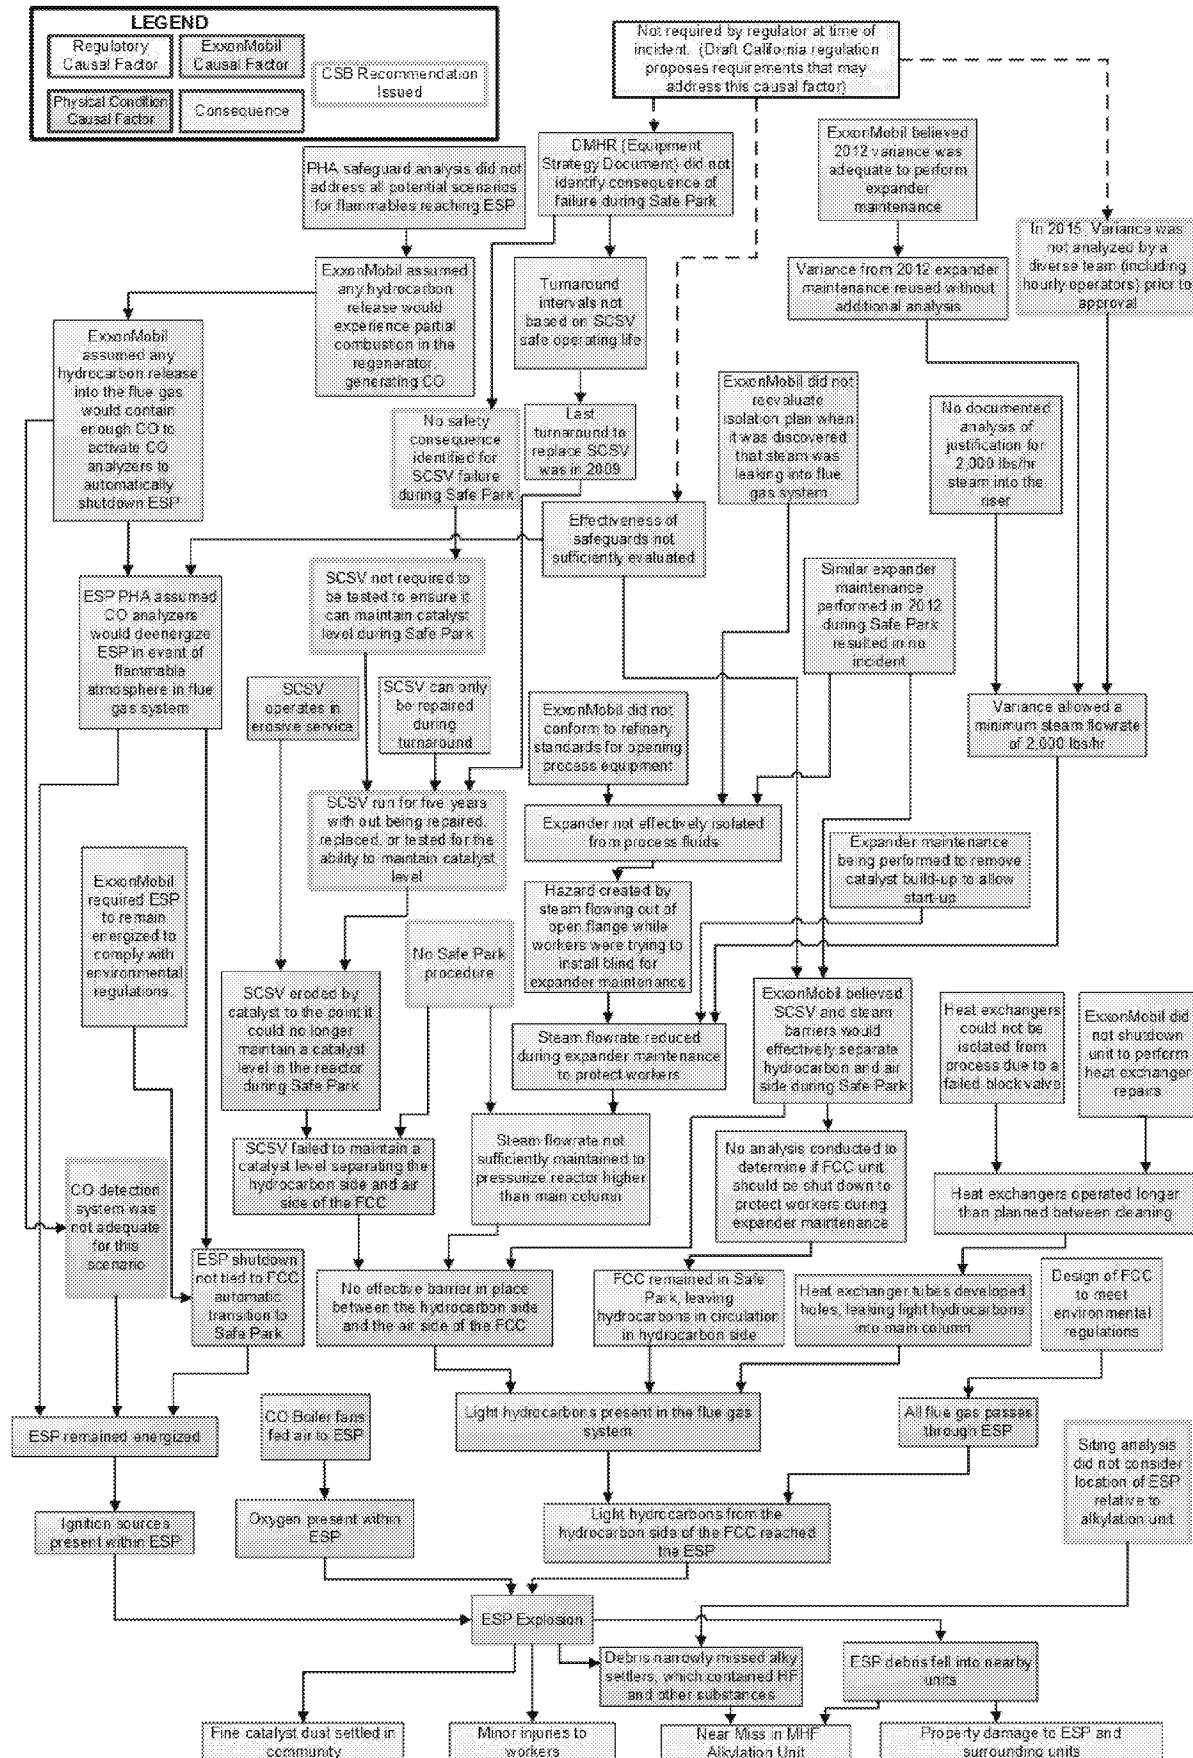 LEGEND
Regulatory
Causal Factor
ExxonMobil
Causal Factor
CSB Recommendation
Issued
Physical Condition
Causal Factor
Consequence
Not required by regulator at time of
incident. (Draft California regulation
proposes requirements that may
address this causal factor)
PHA safeguard analysis did not
address all potential scenarios
for flammables reaching ESP
DMHR (Equipment
Strategy Document) did not
identify consequence of
failure during Safe Park
ExxonMobil believed
2012 variance was
adequate to perform
expander
maintenance
In 2015, Variance was
not analyzed by a
diverse team (including
hourly operators) prior to
approval
ExxonMobil assumed
any hydrocarbon
release would
experience partial
combustion in the
regenerator,
generating CO
Turnaround
intervals not
based on SCSV
safe operating life
Variance from 2012 expander
maintenance reused without
additional analysis
ExxonMobil
assumed any
hydrocarbon release
into the flue gas
would contain
enough CO to
activate CO
analyzers to
automatically
shutdown ESP
No safety
consequence
identified for
SCSV failure
during Safe Park
Last
turnaround to
replace SCSV
was in 2009
ExxonMobil did not
reevaluate
isolation plan when
it was discovered
that steam was
leaking into flue
gas system
No documented
analysis of
justification for
2,000 lbs/hr
steam into the
riser
Effectiveness of
safeguards not
sufficiently evaluated
ESP PHA assumed
CO analyzers
would deenergize
ESP in event of
flammable
atmosphere in flue
gas system
SCSV not required to
be tested to ensure it
can maintain catalyst
level during Safe Park
Similar expander
maintenance
performed in 2012
during Safe Park
resulted in no
incident
SCSV
operates in
erosive service
SCSV can only
be repaired
during
turnaround
ExxonMobil did not
conform to refinery
standards for opening
process equipment
Variance allowed a
minimum steam flowrate
of 2,000 lbs/hr
SCSV run for five years
with out being repaired,
replaced, or tested for the
ability to maintain catalyst
level
Expander not effectively isolated
from process fluids
Expander maintenance
being performed to remove
catalyst build-up to allow
start-up
ExxonMobil
required ESP
to remain
energized to
comply with
environmental
regulations
Hazard created by
steam flowing out of
open flange while
workers were trying to
install blind for
expander maintenance
No Safe Park
procedure
SCSV eroded by
catalyst to the point it
could no longer
maintain a catalyst
level in the reactor
during Safe Park
Steam flowrate reduced
during expander maintenance
to protect workers
ExxonMobil believed
SCSV and steam
barriers would
effectively separate
hydrocarbon and air
side during Safe Park
Heat exchangers
could not be
isolated from
process due to a
failed block valve
ExxonMobil did
not shutdown
unit to perform
heat exchanger
repairs
SCSV failed to maintain a
catalyst level separating the
hydrocarbon side and air
side of the FCC
Steam flowrate not
sufficiently maintained to
pressurize reactor higher
than main column
No analysis conducted to
determine if FCC unit
should be shut down to
protect workers during
expander maintenance
Heat exchangers operated longer
than planned between cleaning
CO detection
system was
not adequate
for this
scenario
ESP shutdown
not tied to FCC
automatic
transition to
Safe Park
No effective barrier in place
between the hydrocarbon side
and the air side of the FCC
FCC remained in Safe
Park, leaving
hydrocarbons in circulation
in hydrocarbon side
Heat exchanger tubes developed
holes, leaking light hydrocarbons
into main column
Design of FCC
to meet
environmental
regulations
ESP remained energized
CO Boiler fans
fed air to ESP
Light hydrocarbons present in the flue gas
system
All flue gas passes
through ESP
Siting analysis
did not consider
location of ESP
relative to
alkylation unit
Ignition sources
present within ESP
Oxygen present within
ESP
Light hydrocarbons from the
hydrocarbon side of the FCC reached
the ESP
ESP Explosion
Debris narrowly missed alky
settlers, which contained HF
and other substances
ESP debris fell into nearby
units
Fine catalyst dust settled in
community
Minor injuries to
workers
Near Miss in MHF
Alkylation Unit
Property damage to ESP and
surrounding units